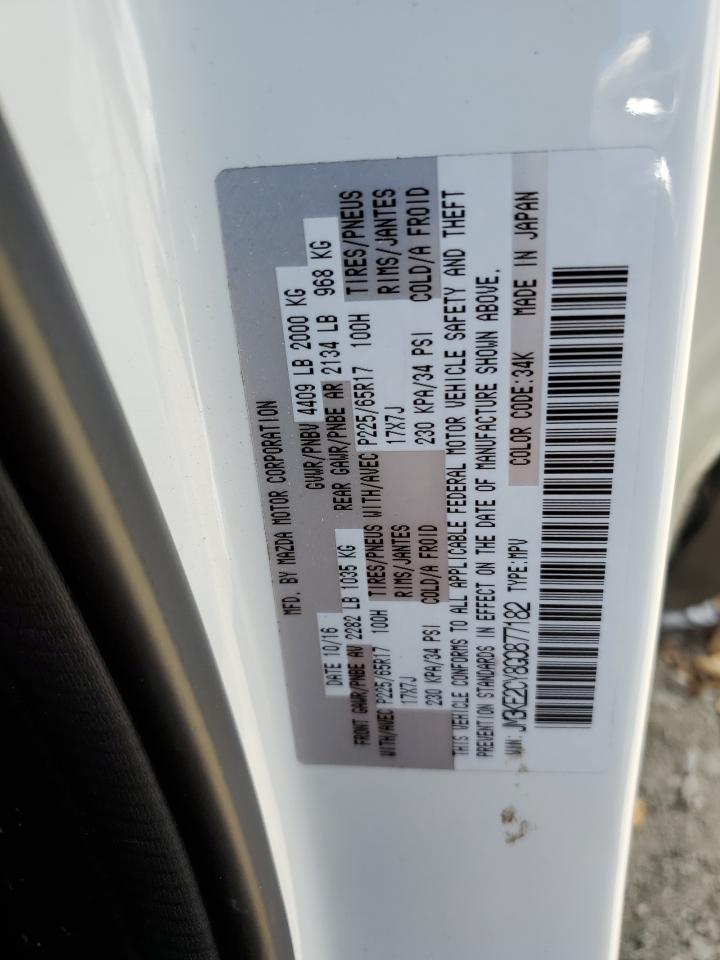 MFD. BY MAZDA MOTOR CORPORATION
DATE 10/16 GVWR/PNBV 4409 LB 2000 KG
FRONT GAWR/PNBE AV 2282 LB 1035 KG REAR GAWR/PNBE AR 2134 LB 968 KG
WITH/AVEC P225/65R17 100H TIRES/PNEUS WITH/AVEC P225/65R17 100H TIRES/PNEUS
17X7J RIMS/JANTES 17X7J RIMS/JANTES
230 KPA/34 PSI COLD/A FROID 230 KPA/34 PSI COLD/A FROID
THIS VEHICLE CONFORMS TO ALL APPLICABLE FEDERAL MOTOR VEHICLE SAFETY AND THEFT
PREVENTION STANDARDS IN EFFECT ON THE DATE OF MANUFACTURE SHOWN ABOVE.
VIN: JM3KE2CY8G0877182 TYPE:MPV COLOR CODE:34K MADE IN JAPAN